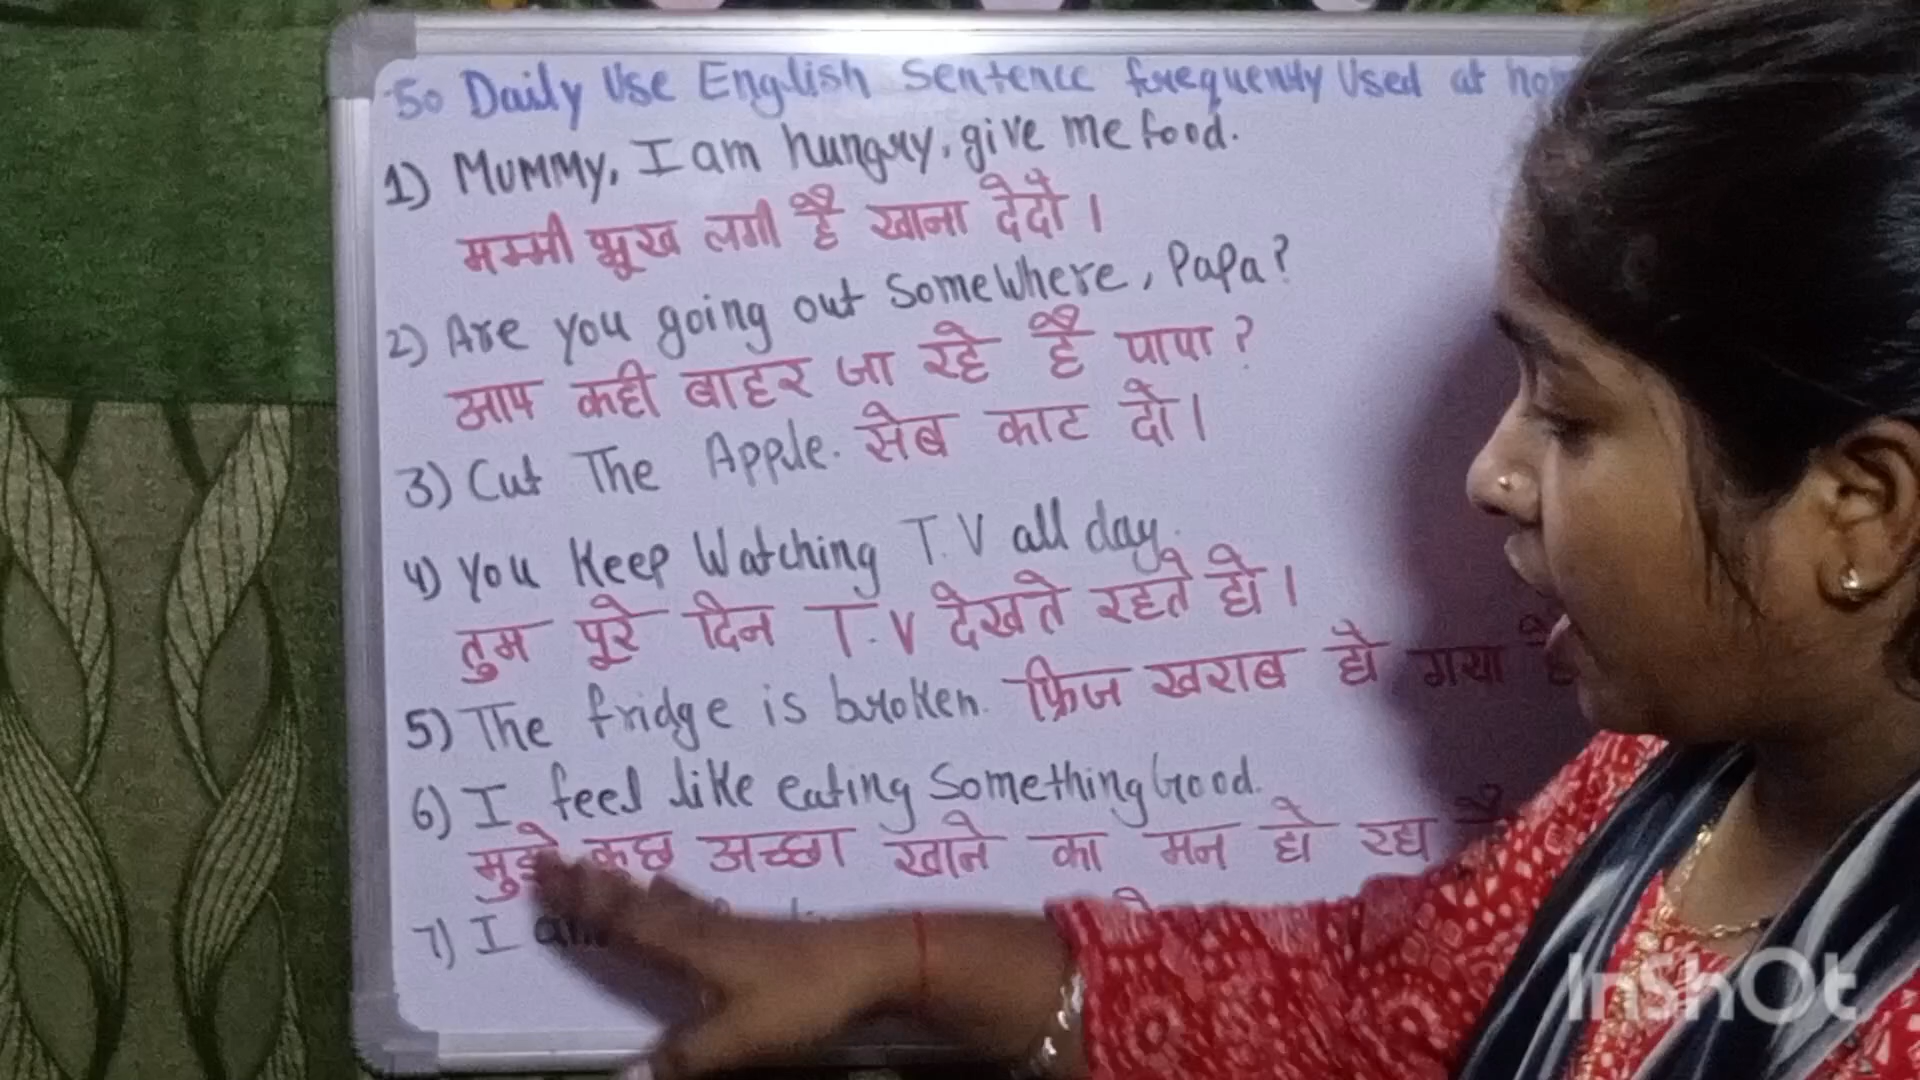 50 Daily Use English Sentence frequently Used at
1) Mummy, I am hungry, give me food.
मम्मी भूख लगी है खाना देदो।
2) Are you going out somewhere, Papa?
आप कही बाहर जा रहे है पापा?
3) Cut The Apple. सेब काट दो।
4) You Keep Watching T.V all day.
तुम पूरे दिन T.V देखते रहते हो।
5) The fridge is broken. फ्रिज खराब हो गया
6) I feel like eating Something Good.
मुझे कुछ अच्छा खाने का मन हो रहा
7) I am
InShOt